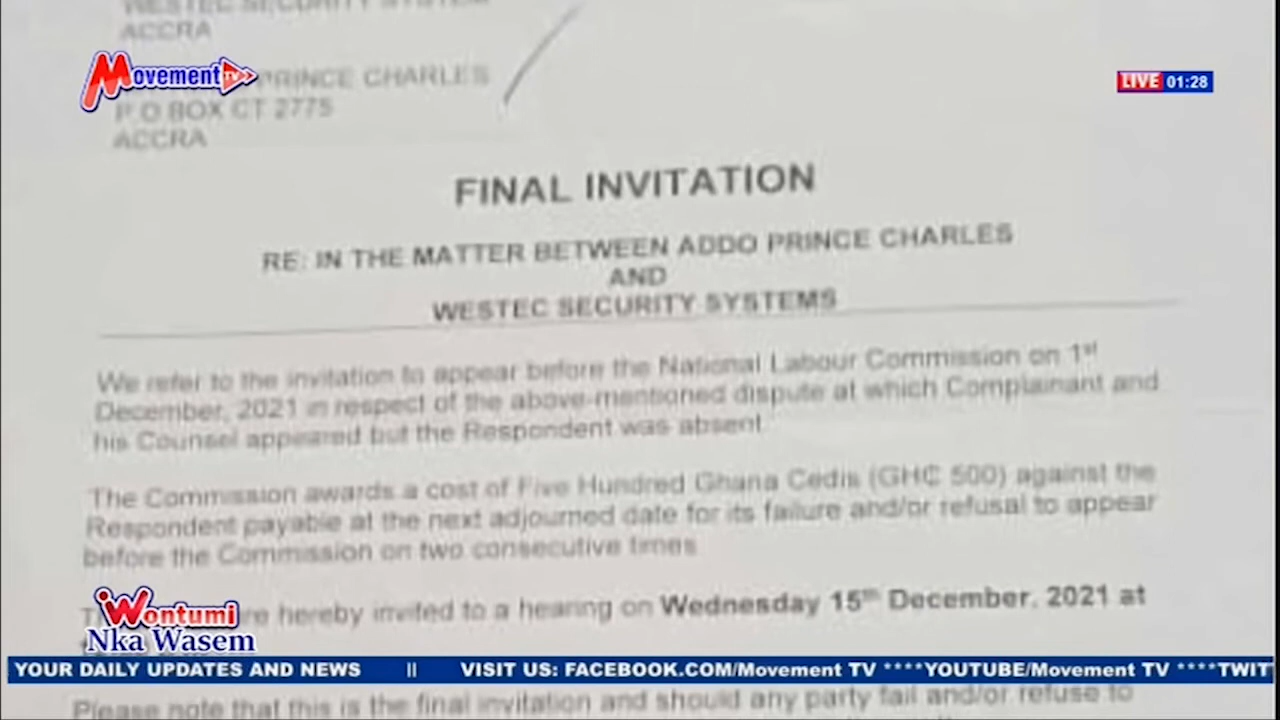 WESTEC SECURITY SYSTEM
ACCRA
Movement TV
PRINCE CHARLES
LIVE 01:28
P O BOX CT 2775
ACCRA
FINAL INVITATION
RE: IN THE MATTER BETWEEN ADDO PRINCE CHARLES
AND
WESTEC SECURITY SYSTEMS
We refer to the invitation to appear before the National Labour Commission on 1st
December, 2021 in respect of the above-mentioned dispute at which Complainant and
his Counsel appeared but the Respondent was absent.
The Commission awards a cost of Five Hundred Ghana Cedis (GH₵ 500) against the
Respondent payable at the next adjourned date for its failure and/or refusal to appear
before the Commission on two consecutive times
hereby invited to a hearing on Wednesday 15th December, 2021 at
Wontumi
Nka Wasem
YOUR DAILY UPDATES AND NEWS || VISIT US: FACEBOOK.COM/Movement TV ****YOUTUBE/Movement TV ****TWIT
Please note that this is the final invitation and should any party fail and/or refuse to